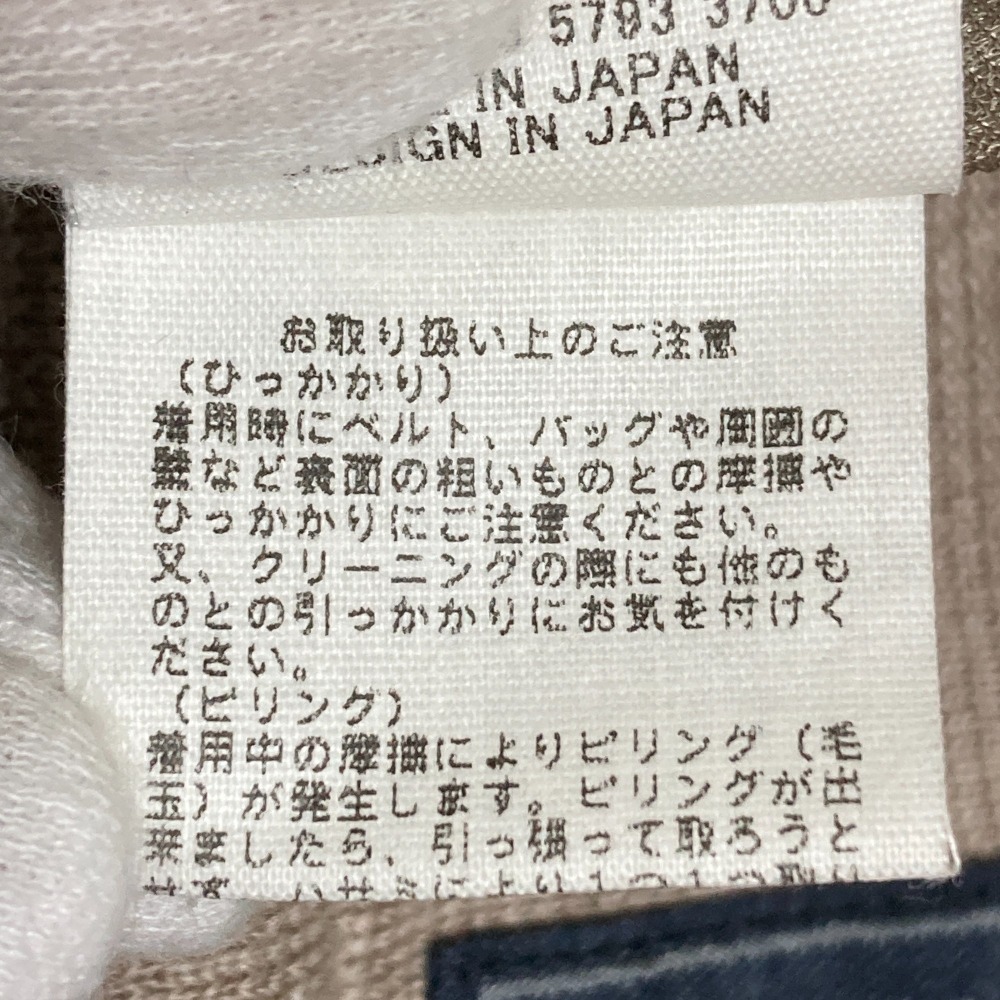 5793 3700
IN JAPAN
DESIGN IN JAPAN
お取り扱い上のご注意
(ひっかかり)
着用時にベルト、バッグや周囲の
壁など表面の粗いものとの摩擦や
ひっかかりにご注意ください。
又、クリーニングの際にも他のも
のとの引っかかりにお気を付けく
ださい。
(ピリング)
着用中の摩擦によりピリング(毛
玉)が発生します。ピリングが出
来ましたら、引っ張って取ろうと